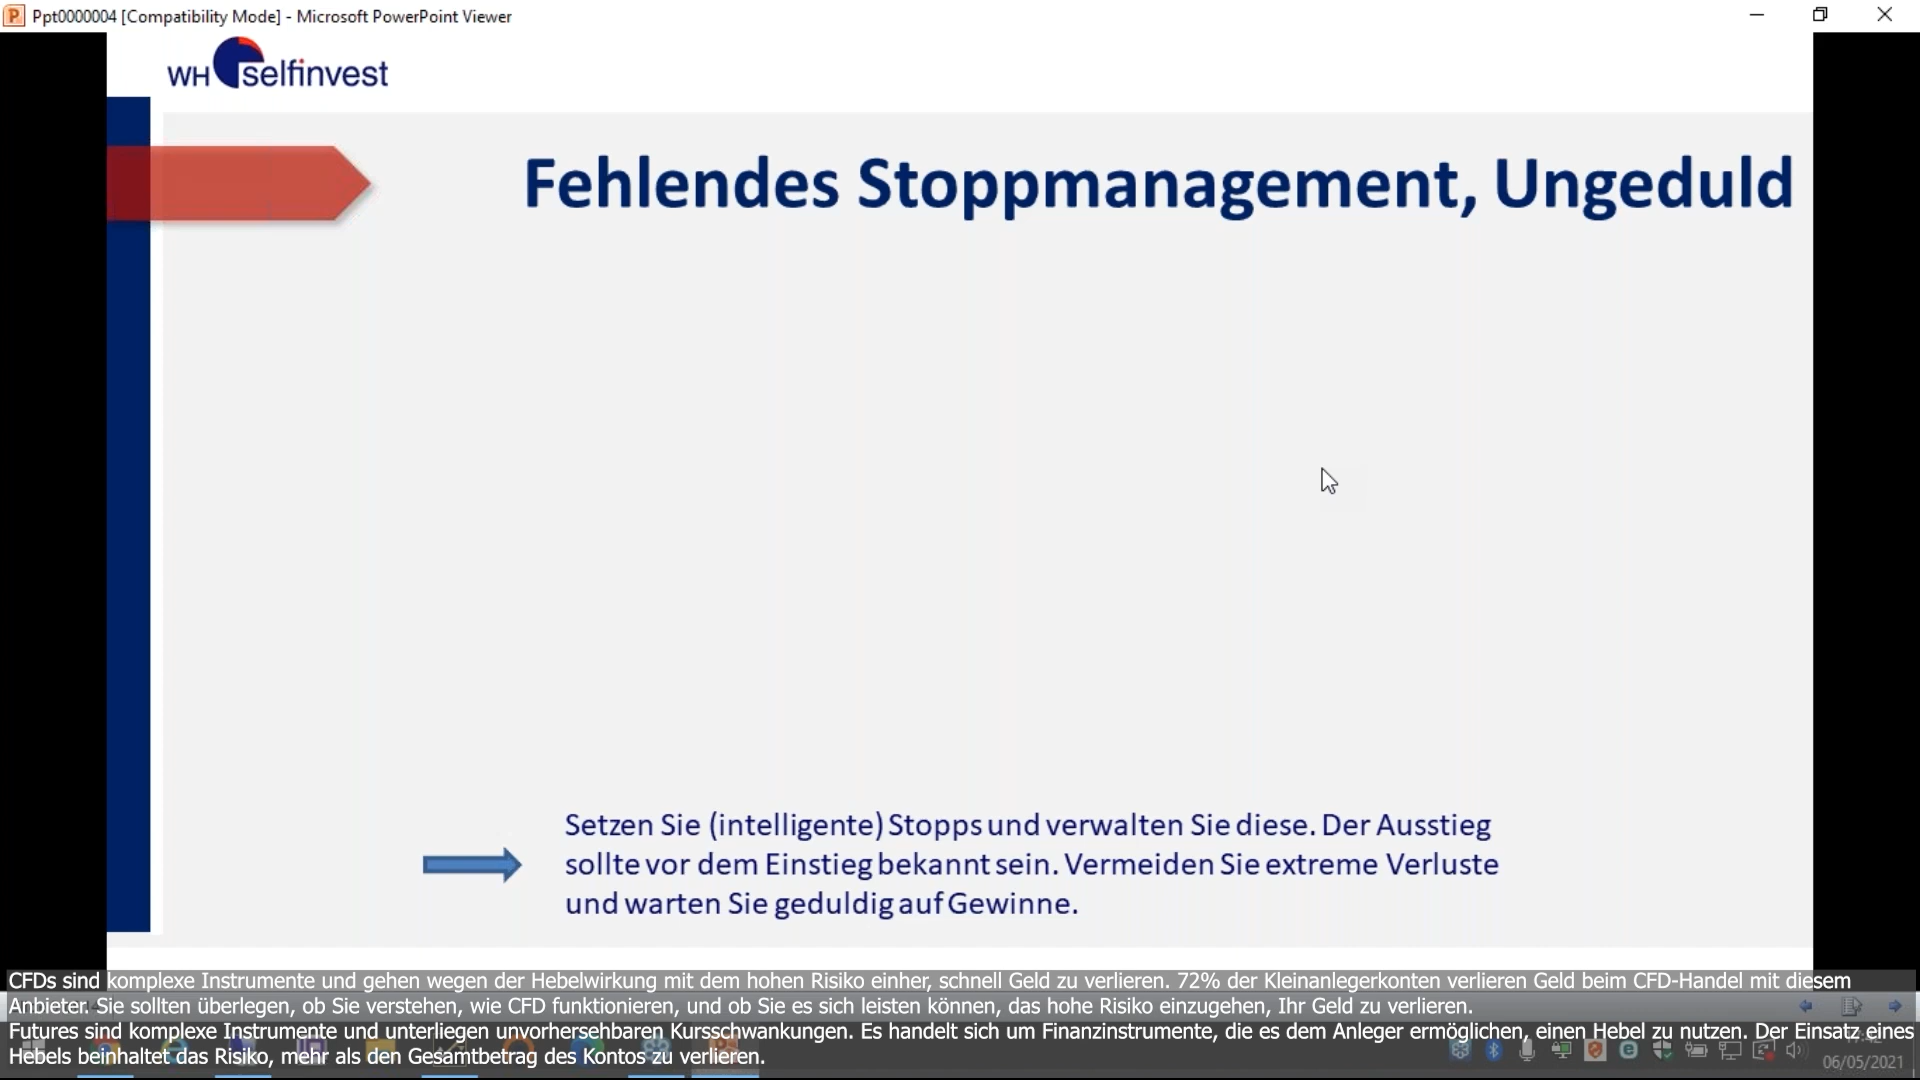 Ppt0000004 [Compatibility Mode] - Microsoft PowerPoint Viewer
WH selfinvest
Fehlendes Stoppmanagement, Ungeduld
Setzen Sie (intelligente) Stopps und verwalten Sie diese. Der Ausstieg
sollte vor dem Einstieg bekannt sein. Vermeiden Sie extreme Verluste
und warten Sie geduldig auf Gewinne.
CFDs sind komplexe Instrumente und gehen wegen der Hebelwirkung mit dem hohen Risiko einher, schnell Geld zu verlieren. 72% der Kleinanlegerkonten verlieren Geld beim CFD-Handel mit diesem
Anbieter. Sie sollten überlegen, ob Sie verstehen, wie CFD funktionieren, und ob Sie es sich leisten können, das hohe Risiko einzugehen, Ihr Geld zu verlieren.
Futures sind komplexe Instrumente und unterliegen unvorhersehbaren Kursschwankungen. Es handelt sich um Finanzinstrumente, die es dem Anleger ermöglichen, einen Hebel zu nutzen. Der Einsatz eines
Hebels beinhaltet das Risiko, mehr als den Gesamtbetrag des Kontos zu verlieren.
06/05/2021